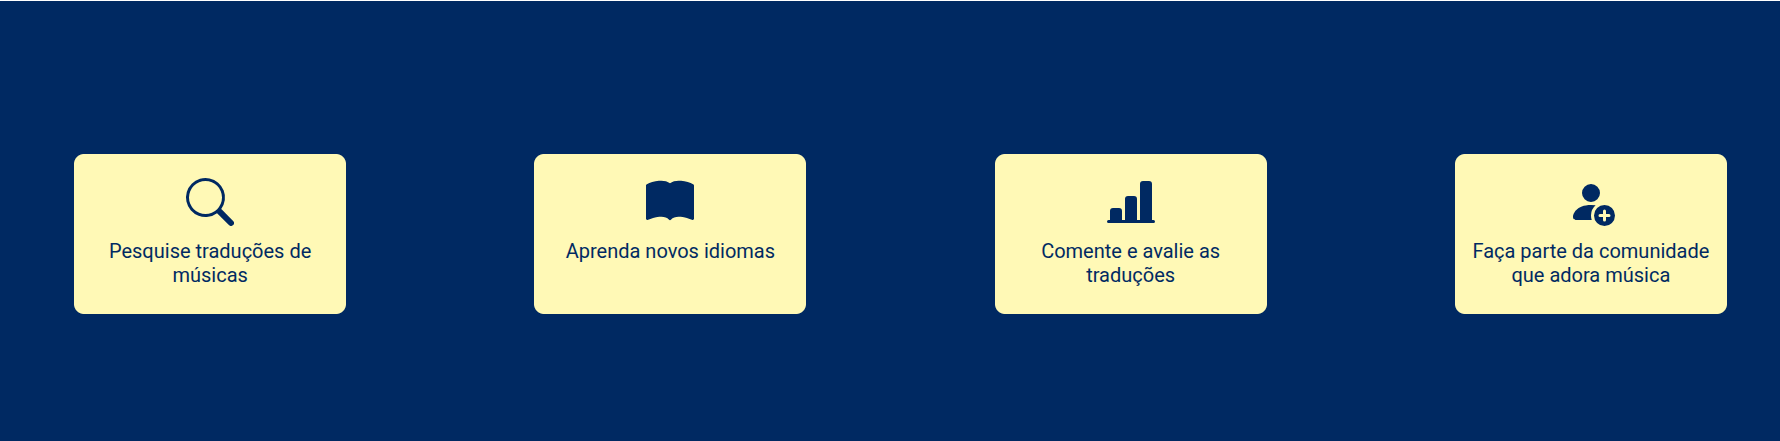 Pesquise traduções de
músicas
Aprenda novos idiomas
Comente e avalie as
traduções
Faça parte da comunidade
que adora música